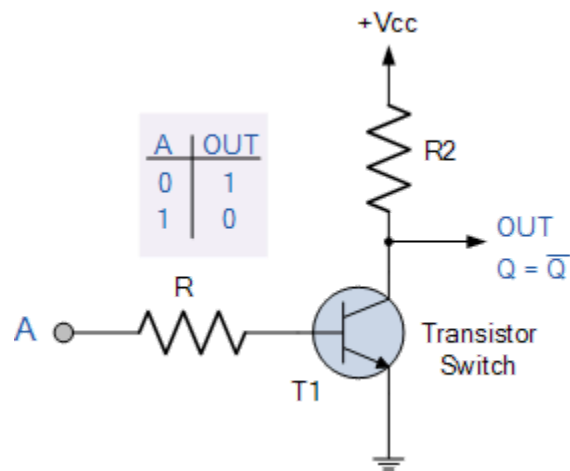 +Vcc
A OUT
0 1
1 0
R2
OUT
Q = Q̅
R
A
T1
Transistor
Switch